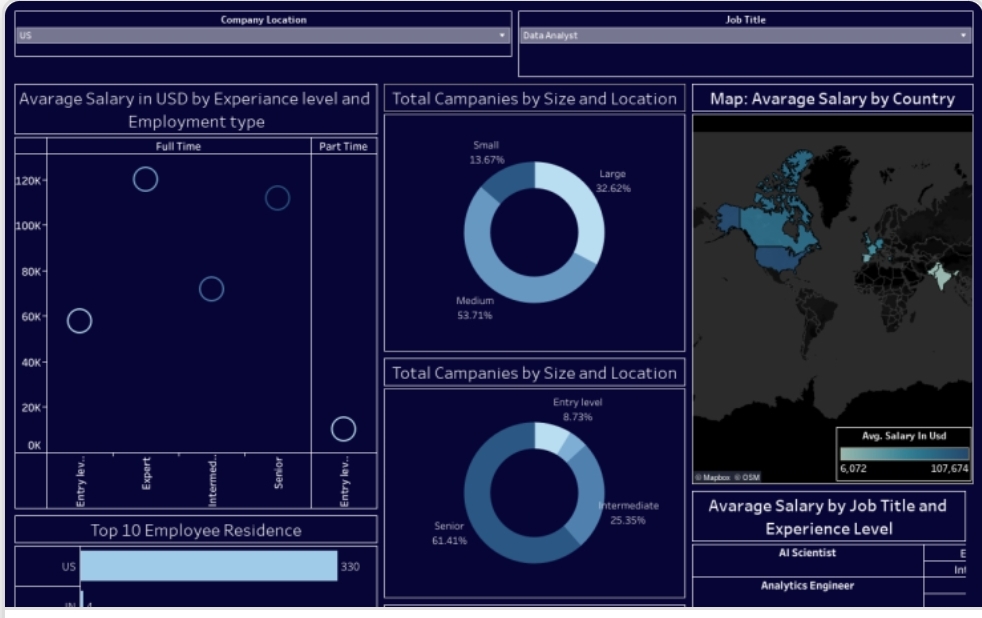 Company Location
US
Job Title
Data Analyst
Avarage Salary in USD by Experiance level and
Employment type
Full Time
Part Time
120K
100K
80K
60K
40K
20K
0K
Entry lev..
Expert
Intermed..
Senior
Entry lev..
Top 10 Employee Residence
US
330
4
Total Companies by Size and Location
Small
13.67%
Large
32.62%
Medium
53.71%
Total Companies by Size and Location
Entry level
8.73%
Intermediate
25.35%
Senior
61.41%
Map: Avarage Salary by Country
Avg. Salary In Usd
6,072
107,674
© Mapbox © OSM
Avarage Salary by Job Title and
Experience Level
AI Scientist
E
Int
Analytics Engineer